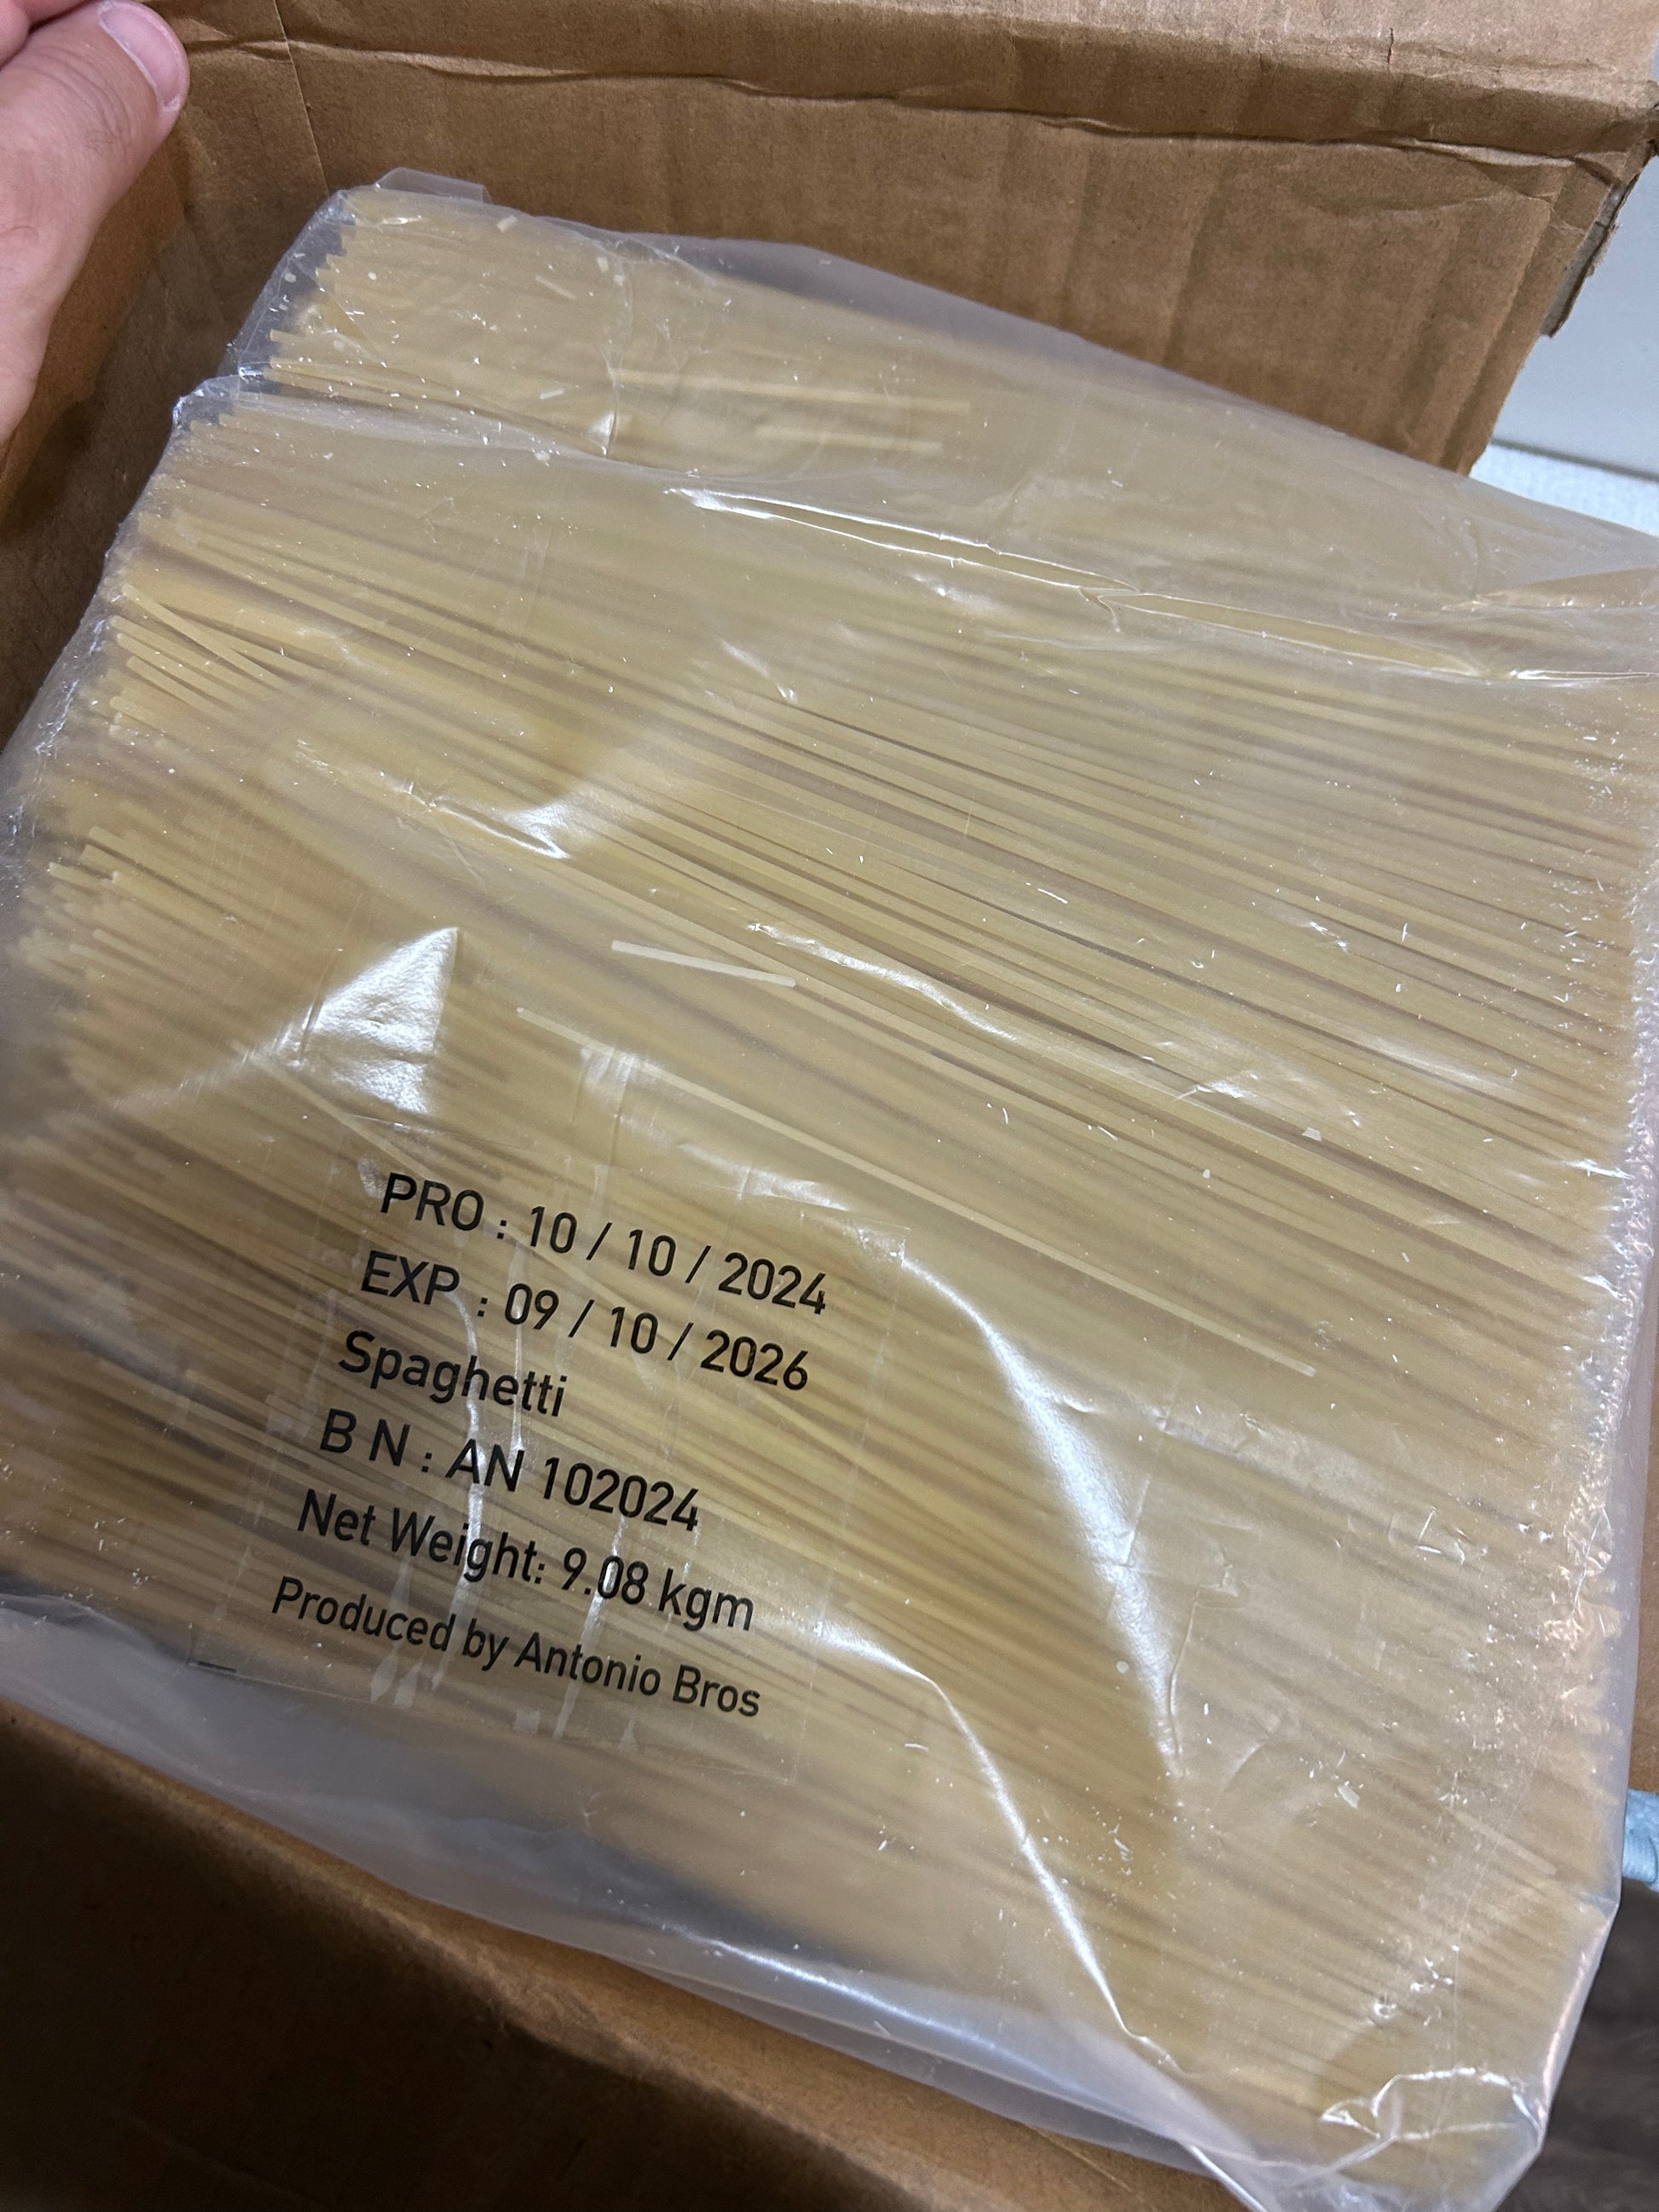 PRO : 10 / 10 / 2024
EXP : 09 / 10 / 2026
Spaghetti
B N : AN 102024
Net Weight: 9.08 kgm
Produced by Antonio Bros